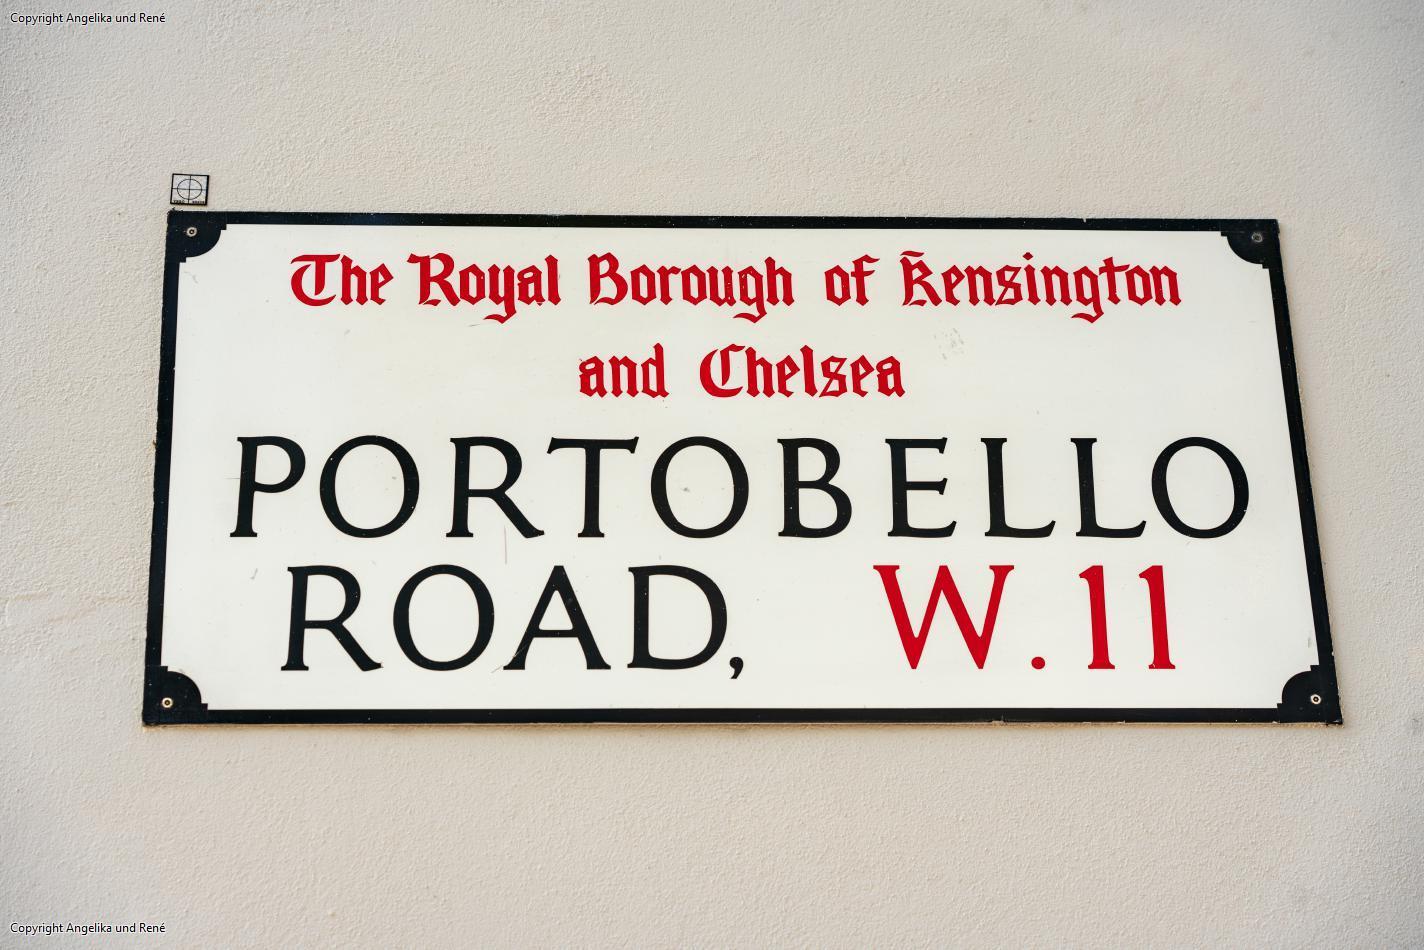 Copyright Angelika und René
The Royal Borough of Kensington
and Chelsea
PORTOBELLO
ROAD, W.11
Copyright Angelika und René